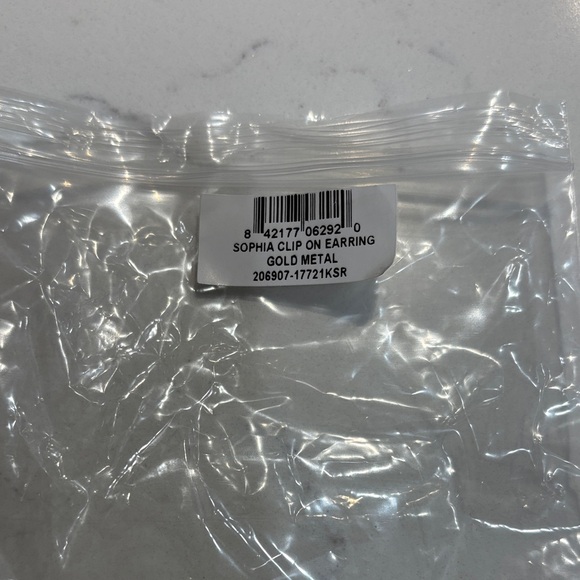 8 42177 06292 0
SOPHIA CLIP ON EARRING
GOLD METAL
206907-17721KSR